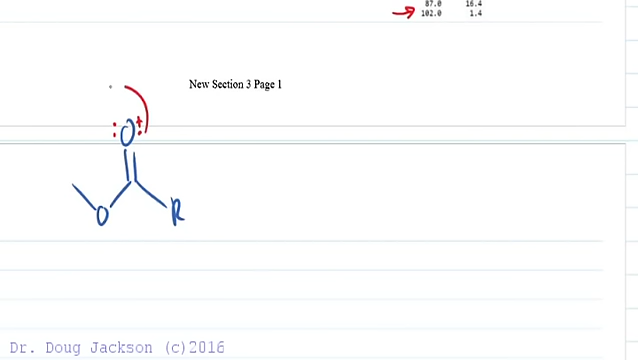 87.0 16.4
102.0 1.4
New Section 3 Page 1
:O+.
O
R
Dr. Doug Jackson (c)2016